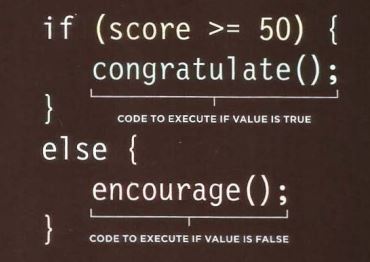 if (score >= 50) {
congratulate();
CODE TO EXECUTE IF VALUE IS TRUE
}
else {
encourage();
CODE TO EXECUTE IF VALUE IS FALSE
}